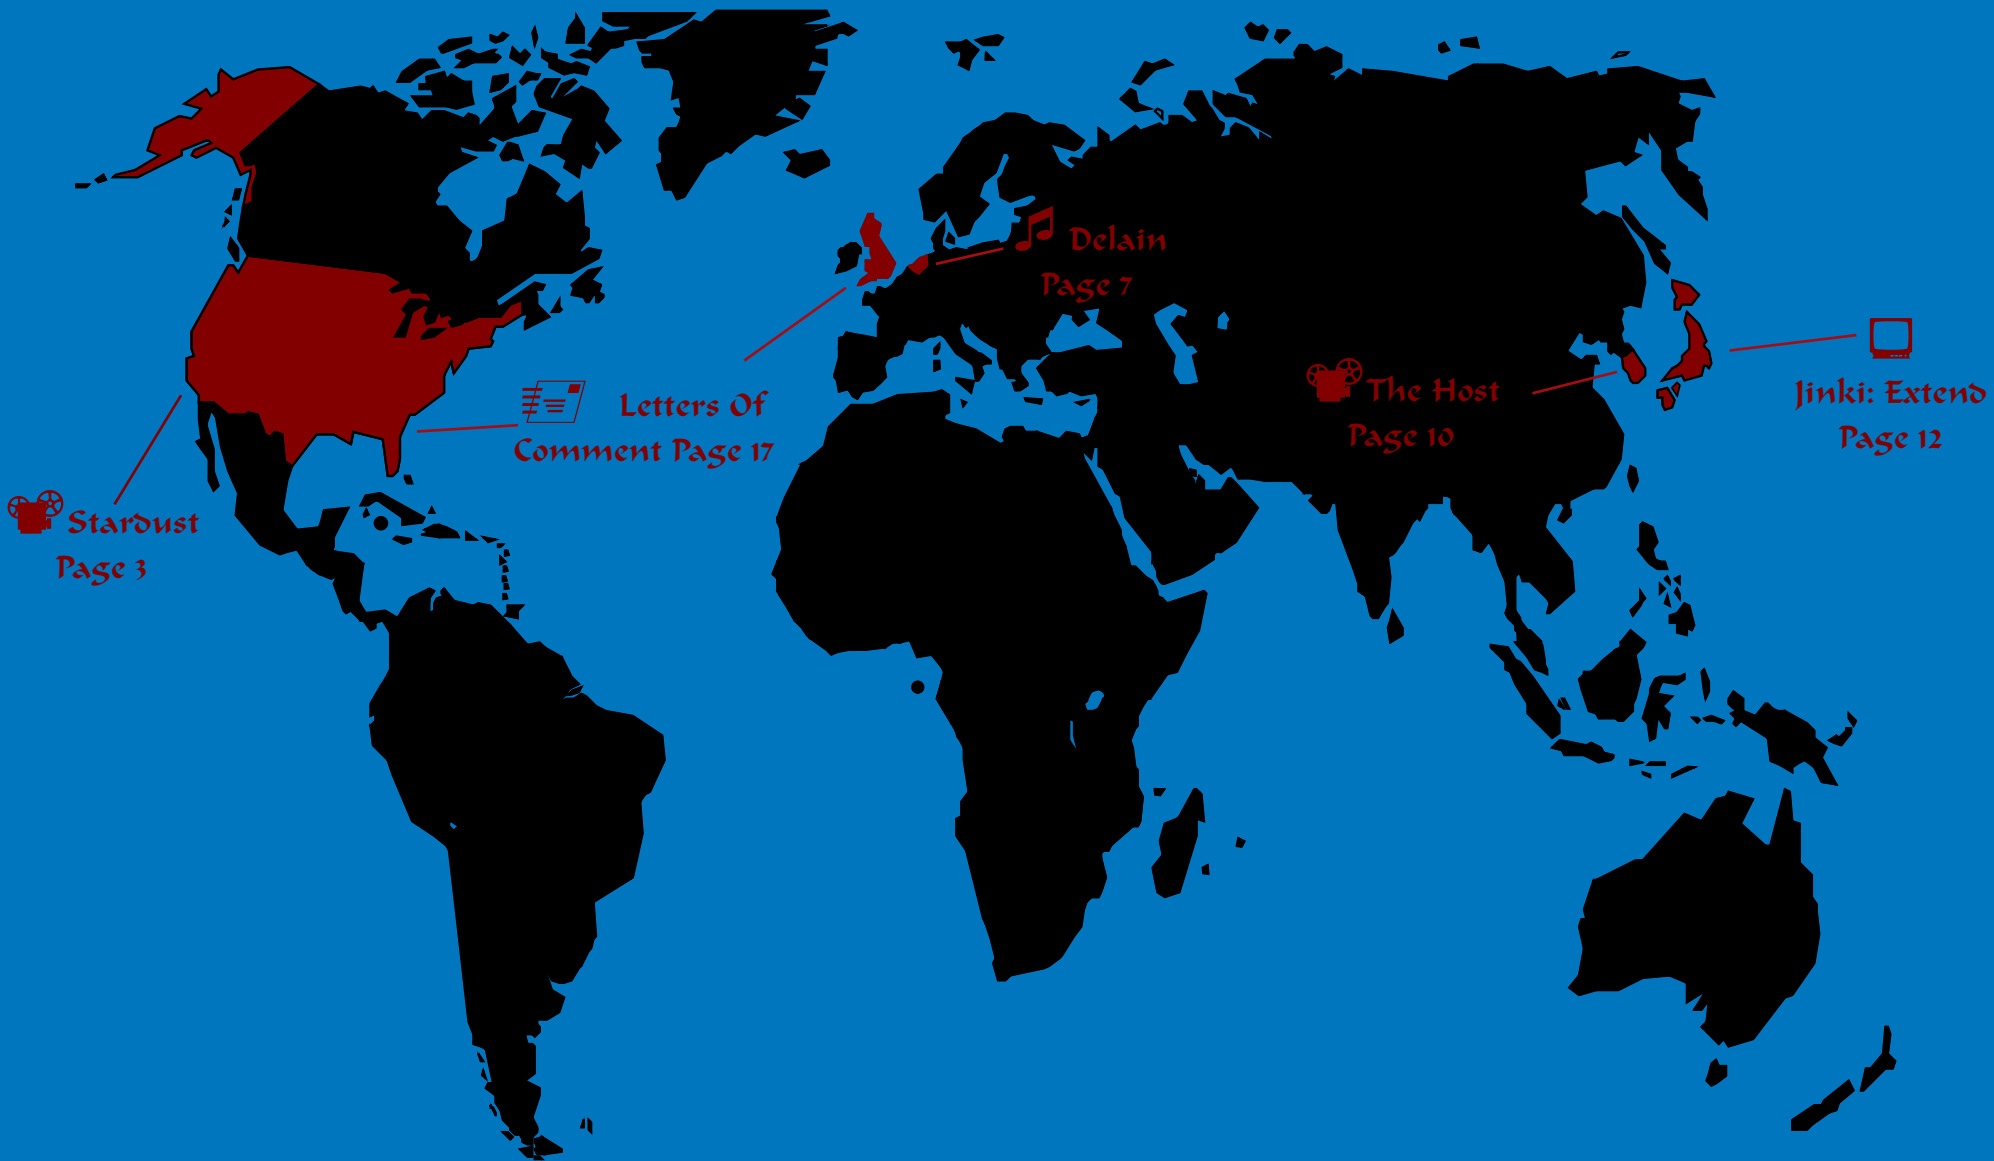 Delain
Page 7
Letters Of
Comment Page 17
The Host
Page 10
Jinki: Extend
Page 12
Stardust
Page 3